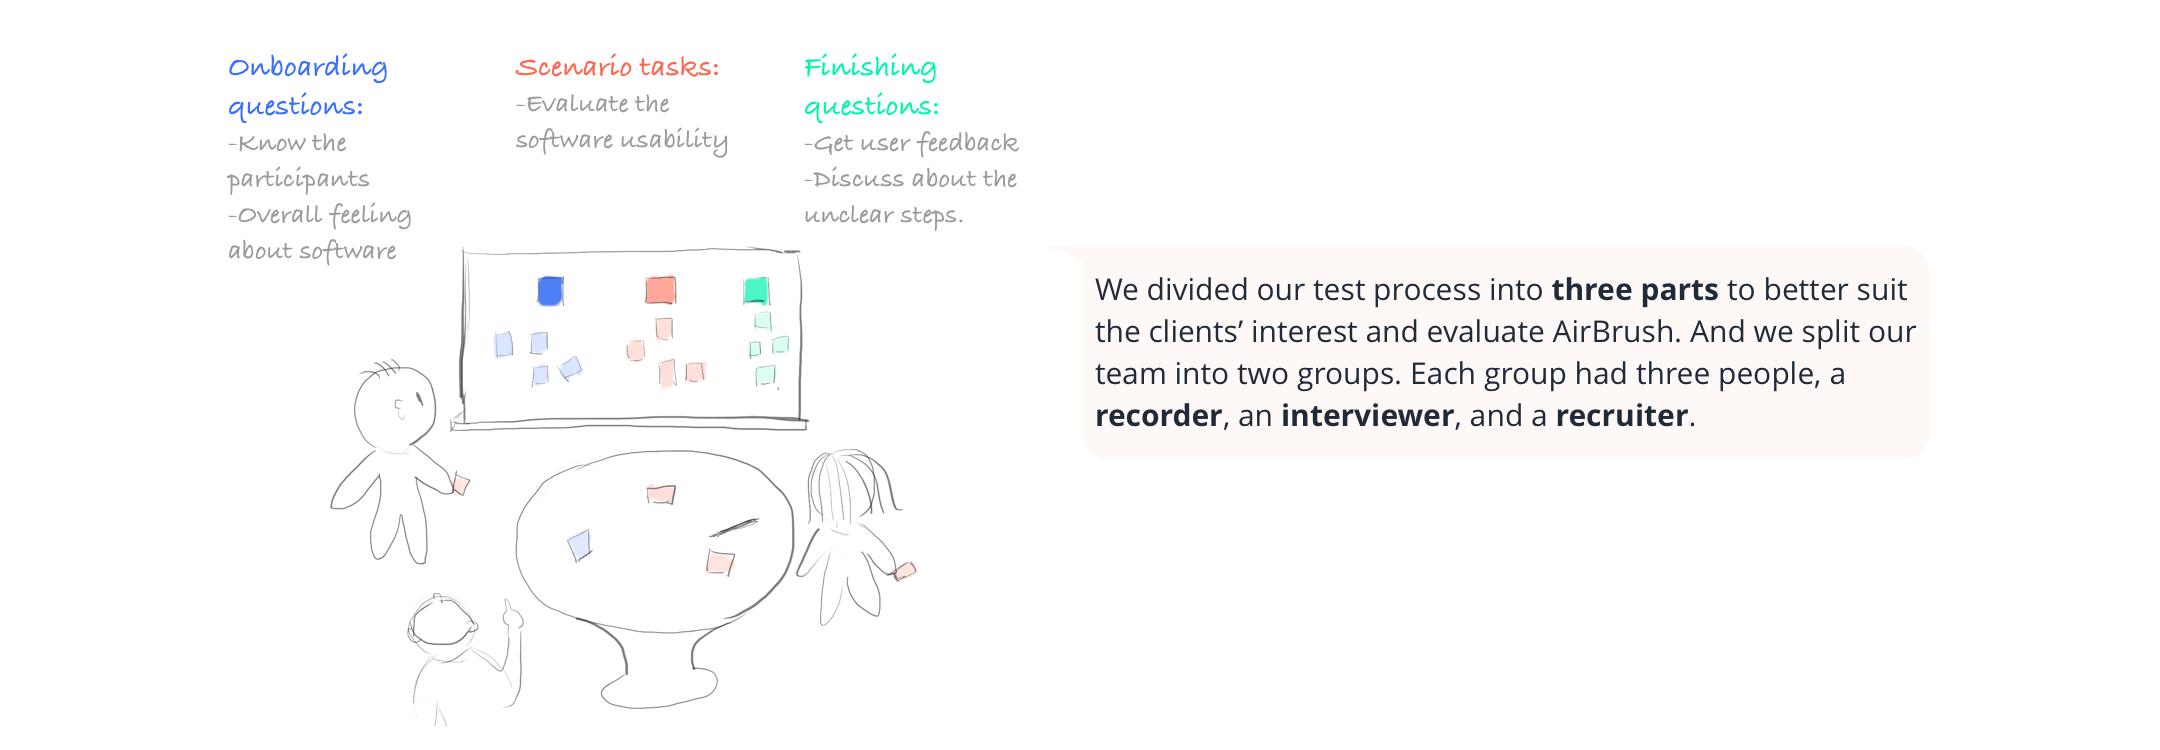 Onboarding
questions:
-Know the
participants
-Overall feeling
about software
Scenario tasks:
-Evaluate the
software usability
Finishing
questions:
-Get user feedback
-Discuss about the
unclear steps.
We divided our test process into three parts to better suit
the clients’ interest and evaluate AirBrush. And we split our
team into two groups. Each group had three people, a
recorder, an interviewer, and a recruiter.